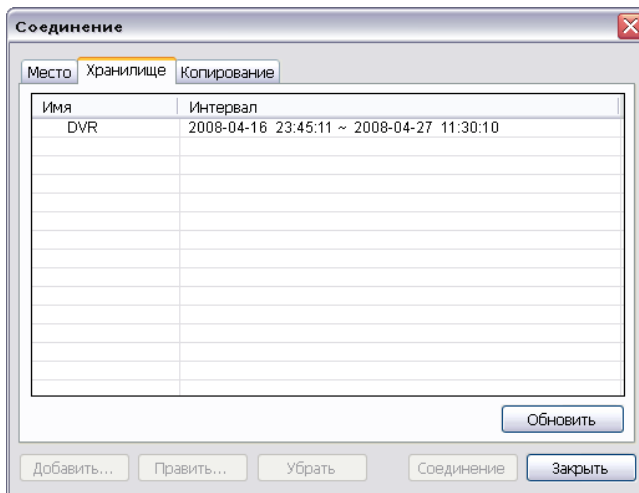 Соединение
Место Хранилище Копирование
Имя Интервал
DVR 2008-04-16 23:45:11 ~ 2008-04-27 11:30:10
Обновить
Добавить... Править... Убрать Соединение Закрыть